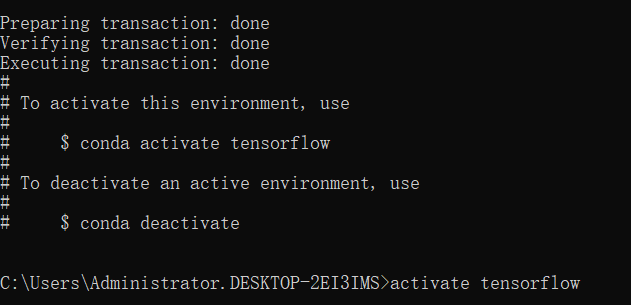 Preparing transaction: done
Verifying transaction: done
Executing transaction: done
#
# To activate this environment, use
#
#     $ conda activate tensorflow
#
# To deactivate an active environment, use
#
#     $ conda deactivate
C:\Users\Administrator.DESKTOP-2EI3IMS>activate tensorflow